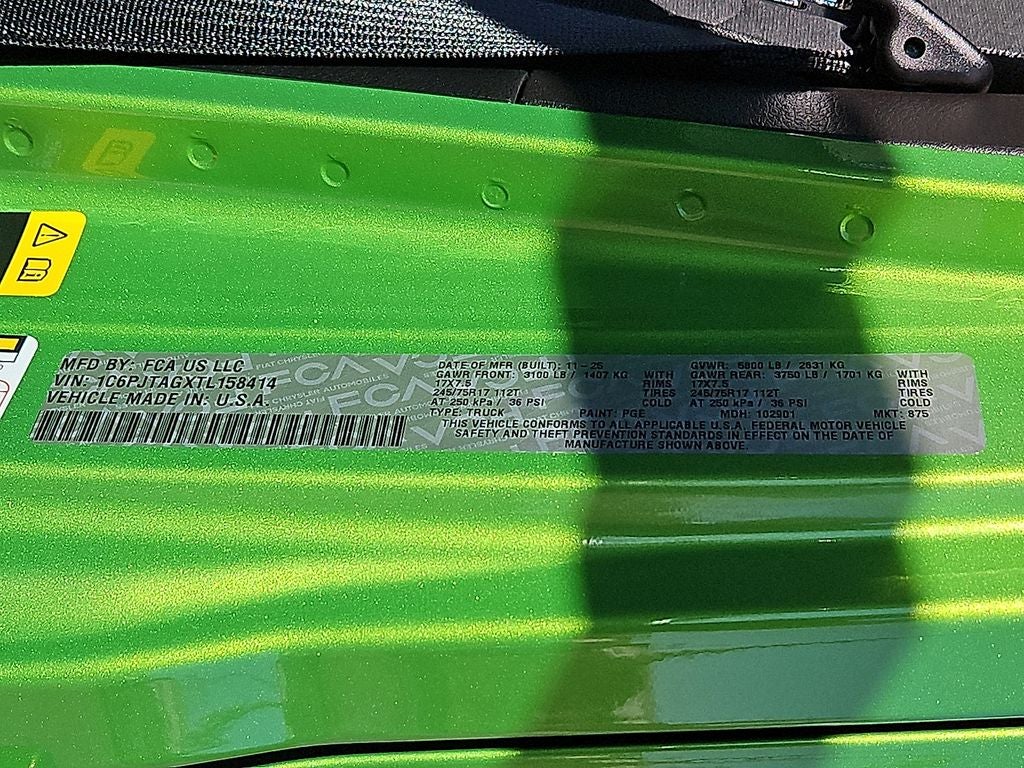 MFD BY: FCA US LLC
VIN: 1C6PJTAGXTL158414
VEHICLE MADE IN: U.S.A.
DATE OF MFR (BUILT): 11 - 25 GVWR: 5800 LB / 2631 KG
GAWR FRONT: 3100 LB / 1407 KG WITH GAWR REAR: 3750 LB / 1701 KG WITH
17X7.5 RIMS 17X7.5 RIMS
245/75R17 112T TIRES 245/75R17 112T TIRES
AT 250 kPa / 36 PSI COLD AT 250 kPa / 36 PSI COLD
TYPE: TRUCK PAINT: PGE MDH: 102901 MKT: 875
THIS VEHICLE CONFORMS TO ALL APPLICABLE U.S.A. FEDERAL MOTOR VEHICLE
SAFETY AND THEFT PREVENTION STANDARDS IN EFFECT ON THE DATE OF
MANUFACTURE SHOWN ABOVE.